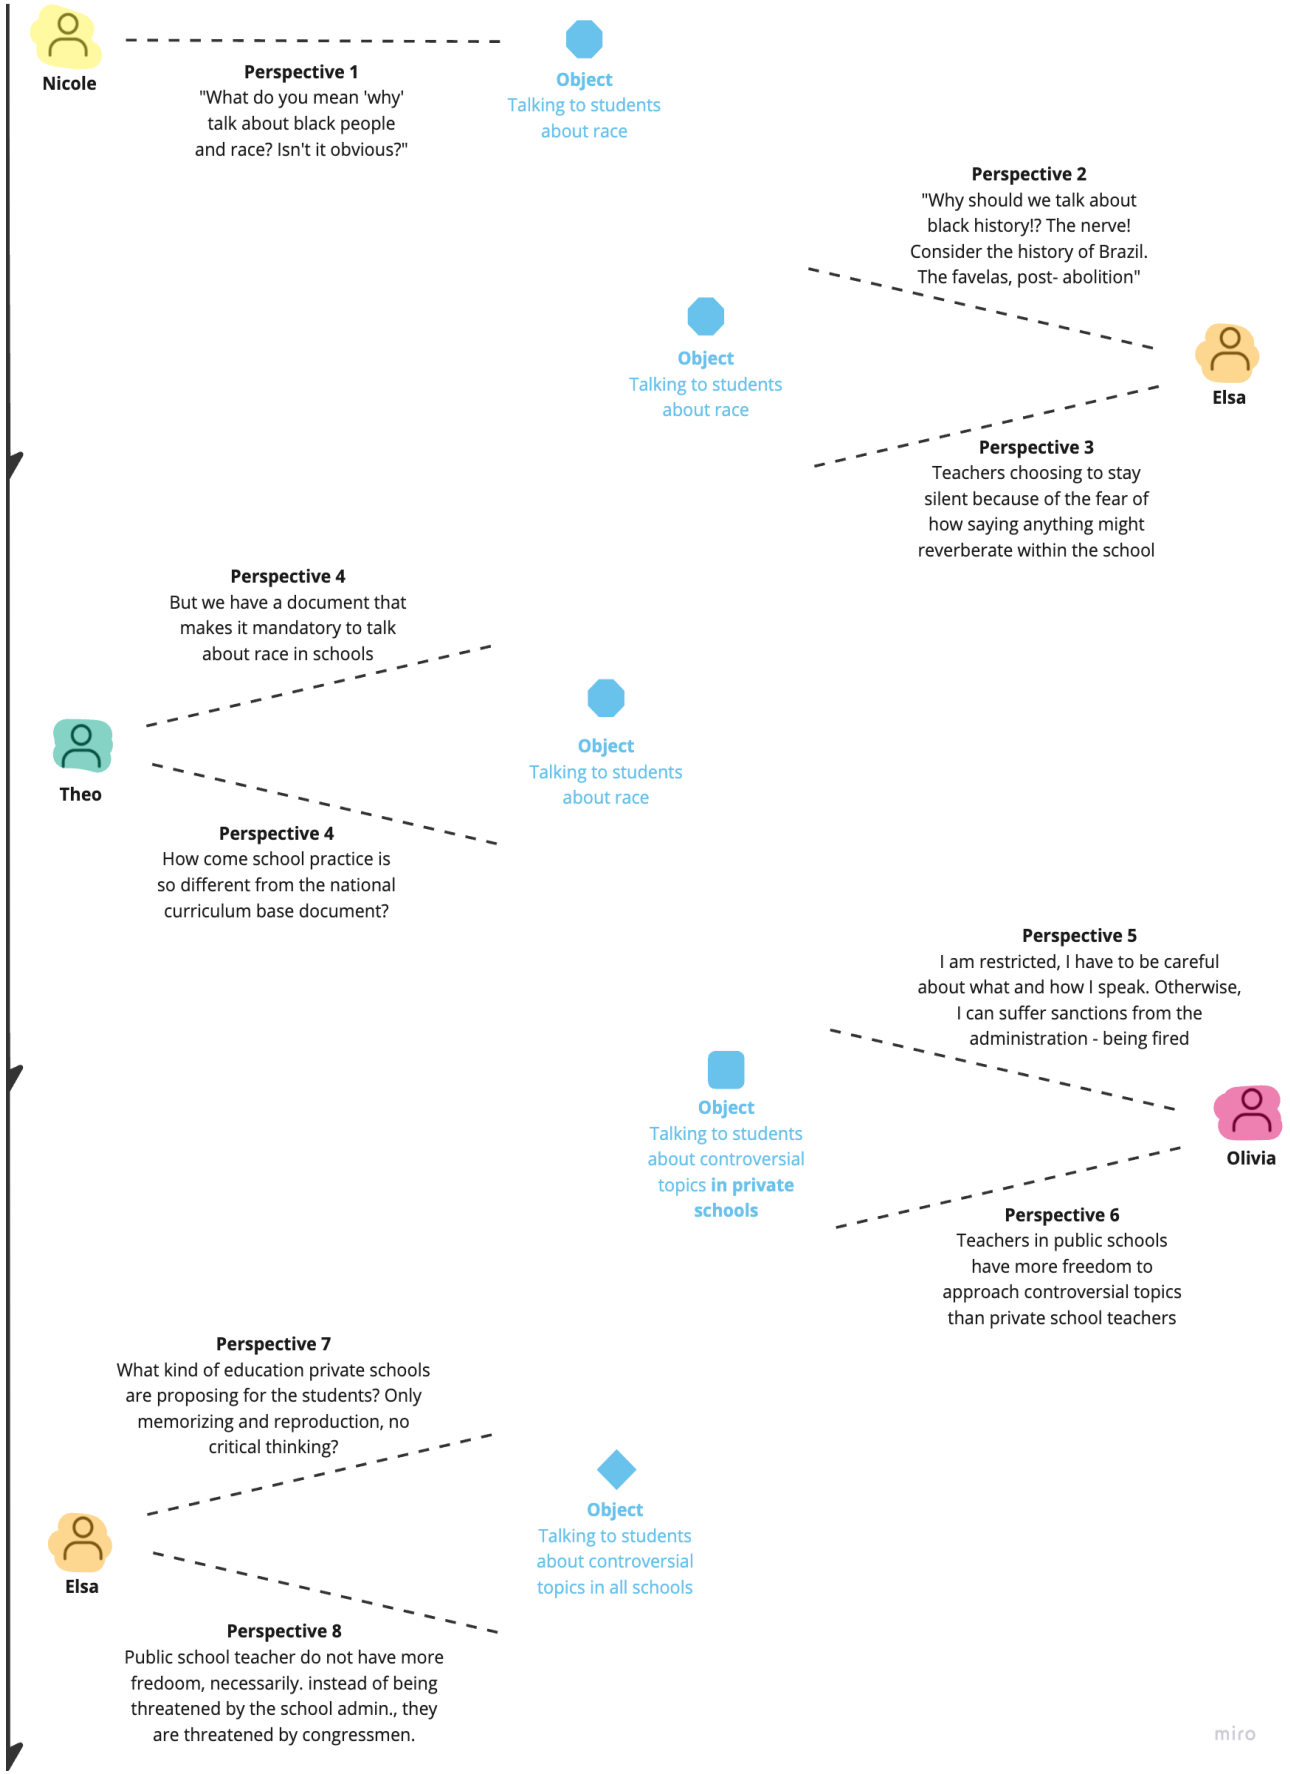 Nicole
Perspective 1
"What do you mean 'why'
talk about black people
and race? Isn't it obvious?"
Object
Talking to students
about race
Perspective 2
"Why should we talk about
black history!? The nerve!
Consider the history of Brazil.
The favelas, post- abolition"
Object
Talking to students
about race
Elsa
Perspective 3
Teachers choosing to stay
silent because of the fear of
how saying anything might
reverberate within the school
Perspective 4
But we have a document that
makes it mandatory to talk
about race in schools
Theo
Object
Talking to students
about race
Perspective 4
How come school practice is
so different from the national
curriculum base document?
Perspective 5
I am restricted, I have to be careful
about what and how I speak. Otherwise,
I can suffer sanctions from the
administration - being fired
Object
Talking to students
about controversial
topics in private
schools
Olivia
Perspective 6
Teachers in public schools
have more freedom to
approach controversial topics
than private school teachers
Perspective 7
What kind of education private schools
are proposing for the students? Only
memorizing and reproduction, no
critical thinking?
Elsa
Object
Talking to students
about controversial
topics in all schools
Perspective 8
Public school teacher do not have more
fredoom, necessarily. instead of being
threatened by the school admin., they
are threatened by congressmen.
miro